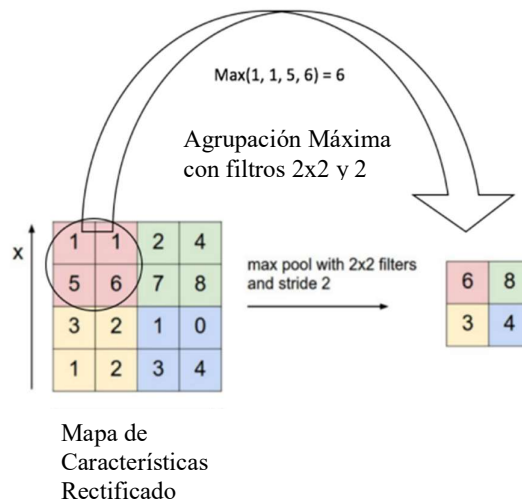 Max(1, 1, 5, 6) = 6
Agrupación Máxima
con filtros 2x2 y 2
x
1 1 2 4
5 6 7 8
3 2 1 0
1 2 3 4
max pool with 2x2 filters
and stride 2
6 8
3 4
Mapa de
Características
Rectificado